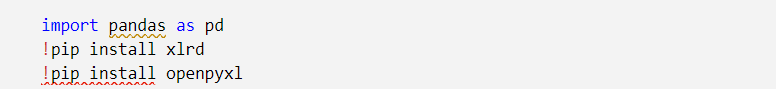 import pandas as pd
!pip install xlrd
!pip install openpyxl